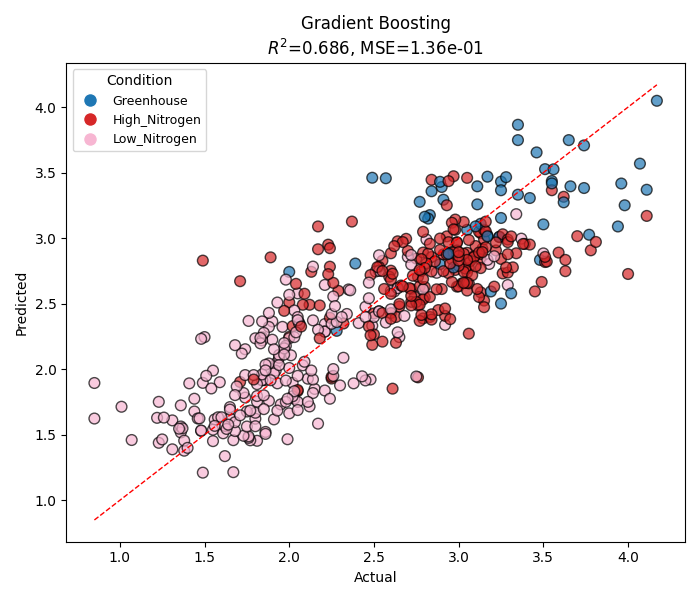 Gradient Boosting
R²=0.686, MSE=1.36e-01
Condition
Greenhouse
High_Nitrogen
Low_Nitrogen
4.0
3.5
3.0
2.5
2.0
1.5
1.0
Predicted
1.0 1.5 2.0 2.5 3.0 3.5 4.0
Actual